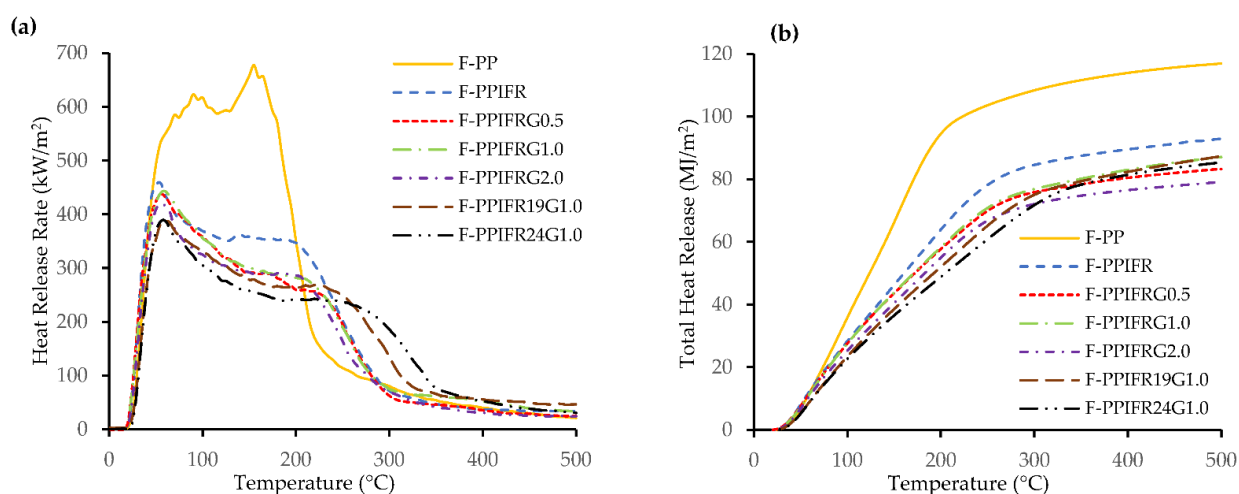 (a)
Heat Release Rate (kW/m²)
700
600
500
400
300
200
100
0
0 100 200 300 400 500
Temperature (°C)
F-PP
F-PPIFR
F-PPIFRG0.5
F-PPIFRG1.0
F-PPIFRG2.0
F-PPIFR19G1.0
F-PPIFR24G1.0
(b)
Total Heat Release (MJ/m²)
120
100
80
60
40
20
0
0 100 200 300 400 500
Temperature (°C)
F-PP
F-PPIFR
F-PPIFRG0.5
F-PPIFRG1.0
F-PPIFRG2.0
F-PPIFR19G1.0
F-PPIFR24G1.0